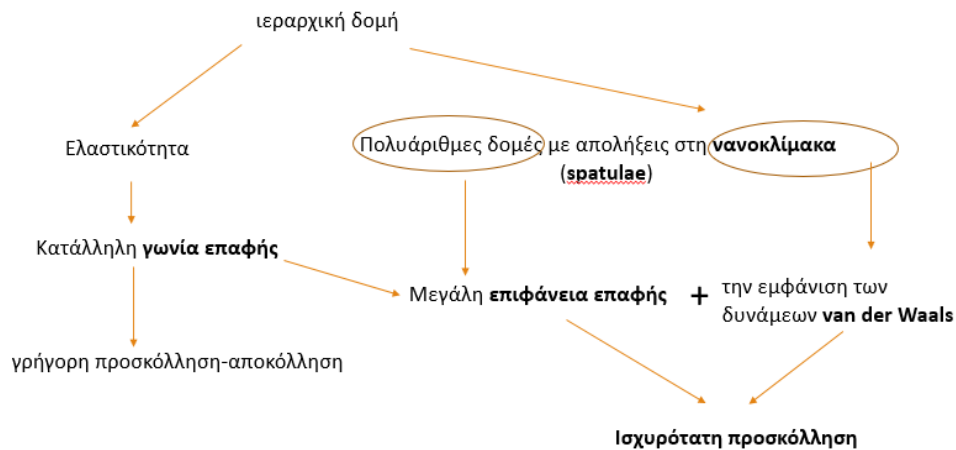 ιεραρχική δομή
Ελαστικότητα
Πολυάριθμες δομές με απολήξεις στη νανοκλίμακα
(spatulae)
Κατάλληλη γωνία επαφής
Μεγάλη επιφάνεια επαφής + την εμφάνιση των
δυνάμεων van der Waals
γρήγορη προσκόλληση-αποκόλληση
Ισχυρότατη προσκόλληση